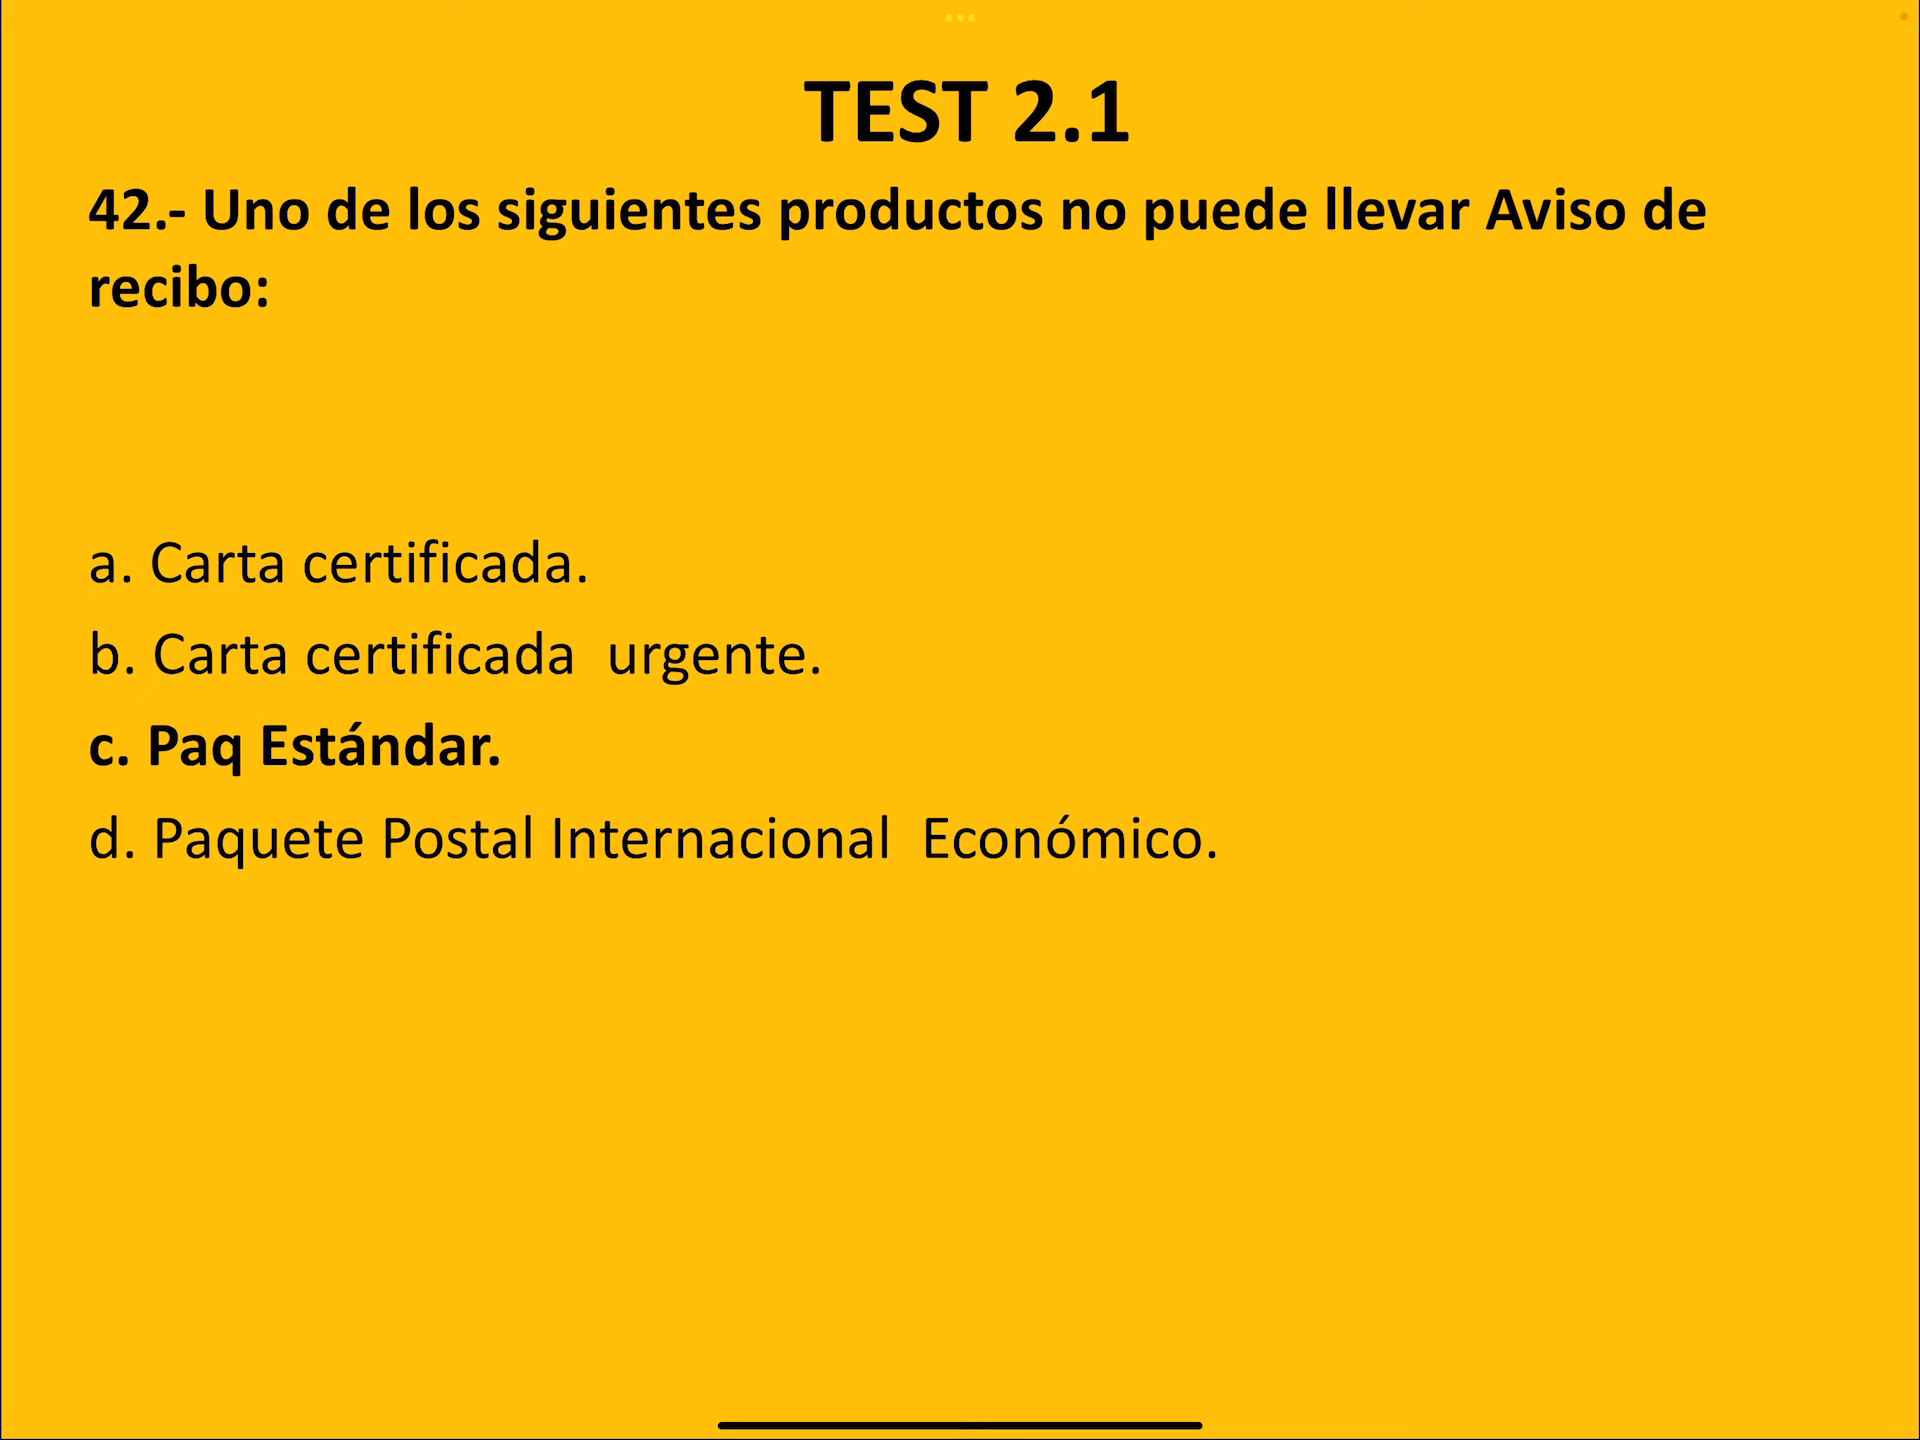 TEST 2.1
42.- Uno de los siguientes productos no puede llevar Aviso de
recibo:
a. Carta certificada.
b. Carta certificada  urgente.
c. Paq Estándar.
d. Paquete Postal Internacional  Económico.